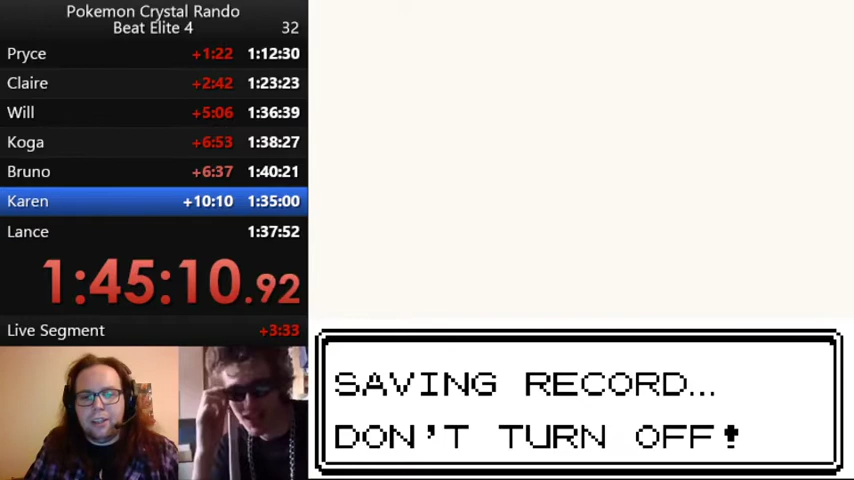 Pokemon Crystal Rando
Beat Elite 4 32
Pryce +1:22 1:12:30
Claire +2:42 1:23:23
Will +5:06 1:36:39
Koga +6:53 1:38:27
Bruno +6:37 1:40:21
Karen +10:10 1:35:00
Lance 1:37:52
1:45:10.92
Live Segment +3:33
SAVING RECORD...
DON'T TURN OFF!